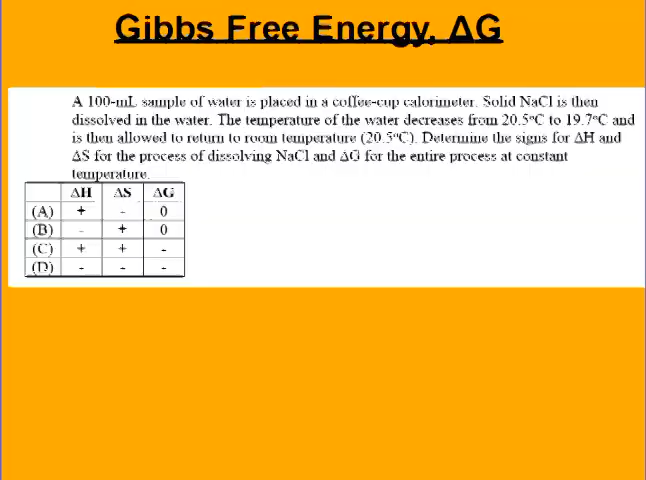 Gibbs Free Energy, ΔG
A 100-mL sample of water is placed in a coffee-cup calorimeter. Solid NaCl is then
dissolved in the water. The temperature of the water decreases from 20.5°C to 19.7°C and
is then allowed to return to room temperature (20.5°C). Determine the signs for ΔH and
ΔS for the process of dissolving NaCl and ΔG for the entire process at constant
temperature.
ΔH ΔS ΔG
(A) + - 0
(B) - + 0
(C) + + -
(D) - - -